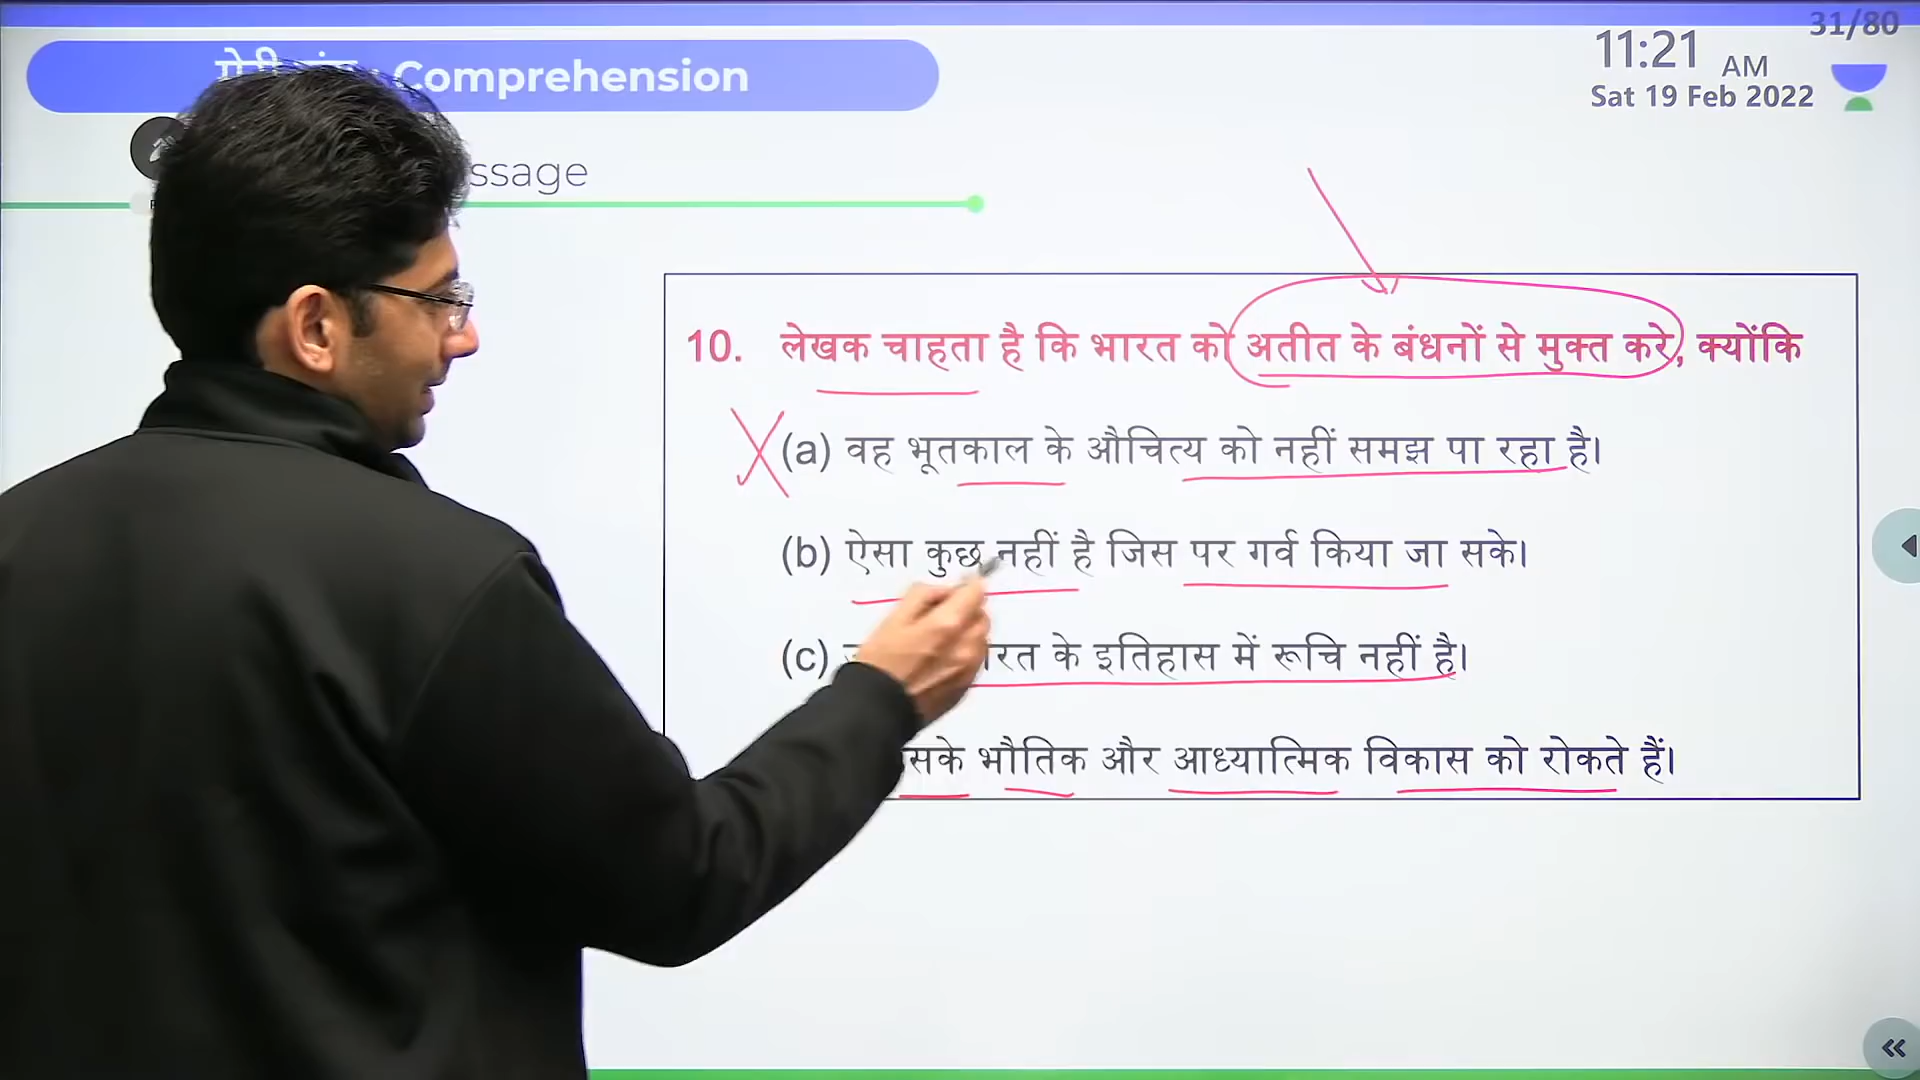 31/80
11:21 AM
Sat 19 Feb 2022
: Comprehension
ssage
10. लेखक चाहता है कि भारत को अतीत के बंधनों से मुक्त करे, क्योंकि
(a) वह भूतकाल के औचित्य को नहीं समझ पा रहा है।
(b) ऐसा कुछ नहीं है जिस पर गर्व किया जा सके।
(c) रत के इतिहास में रूचि नहीं है।
सके भौतिक और आध्यात्मिक विकास को रोकते हैं।